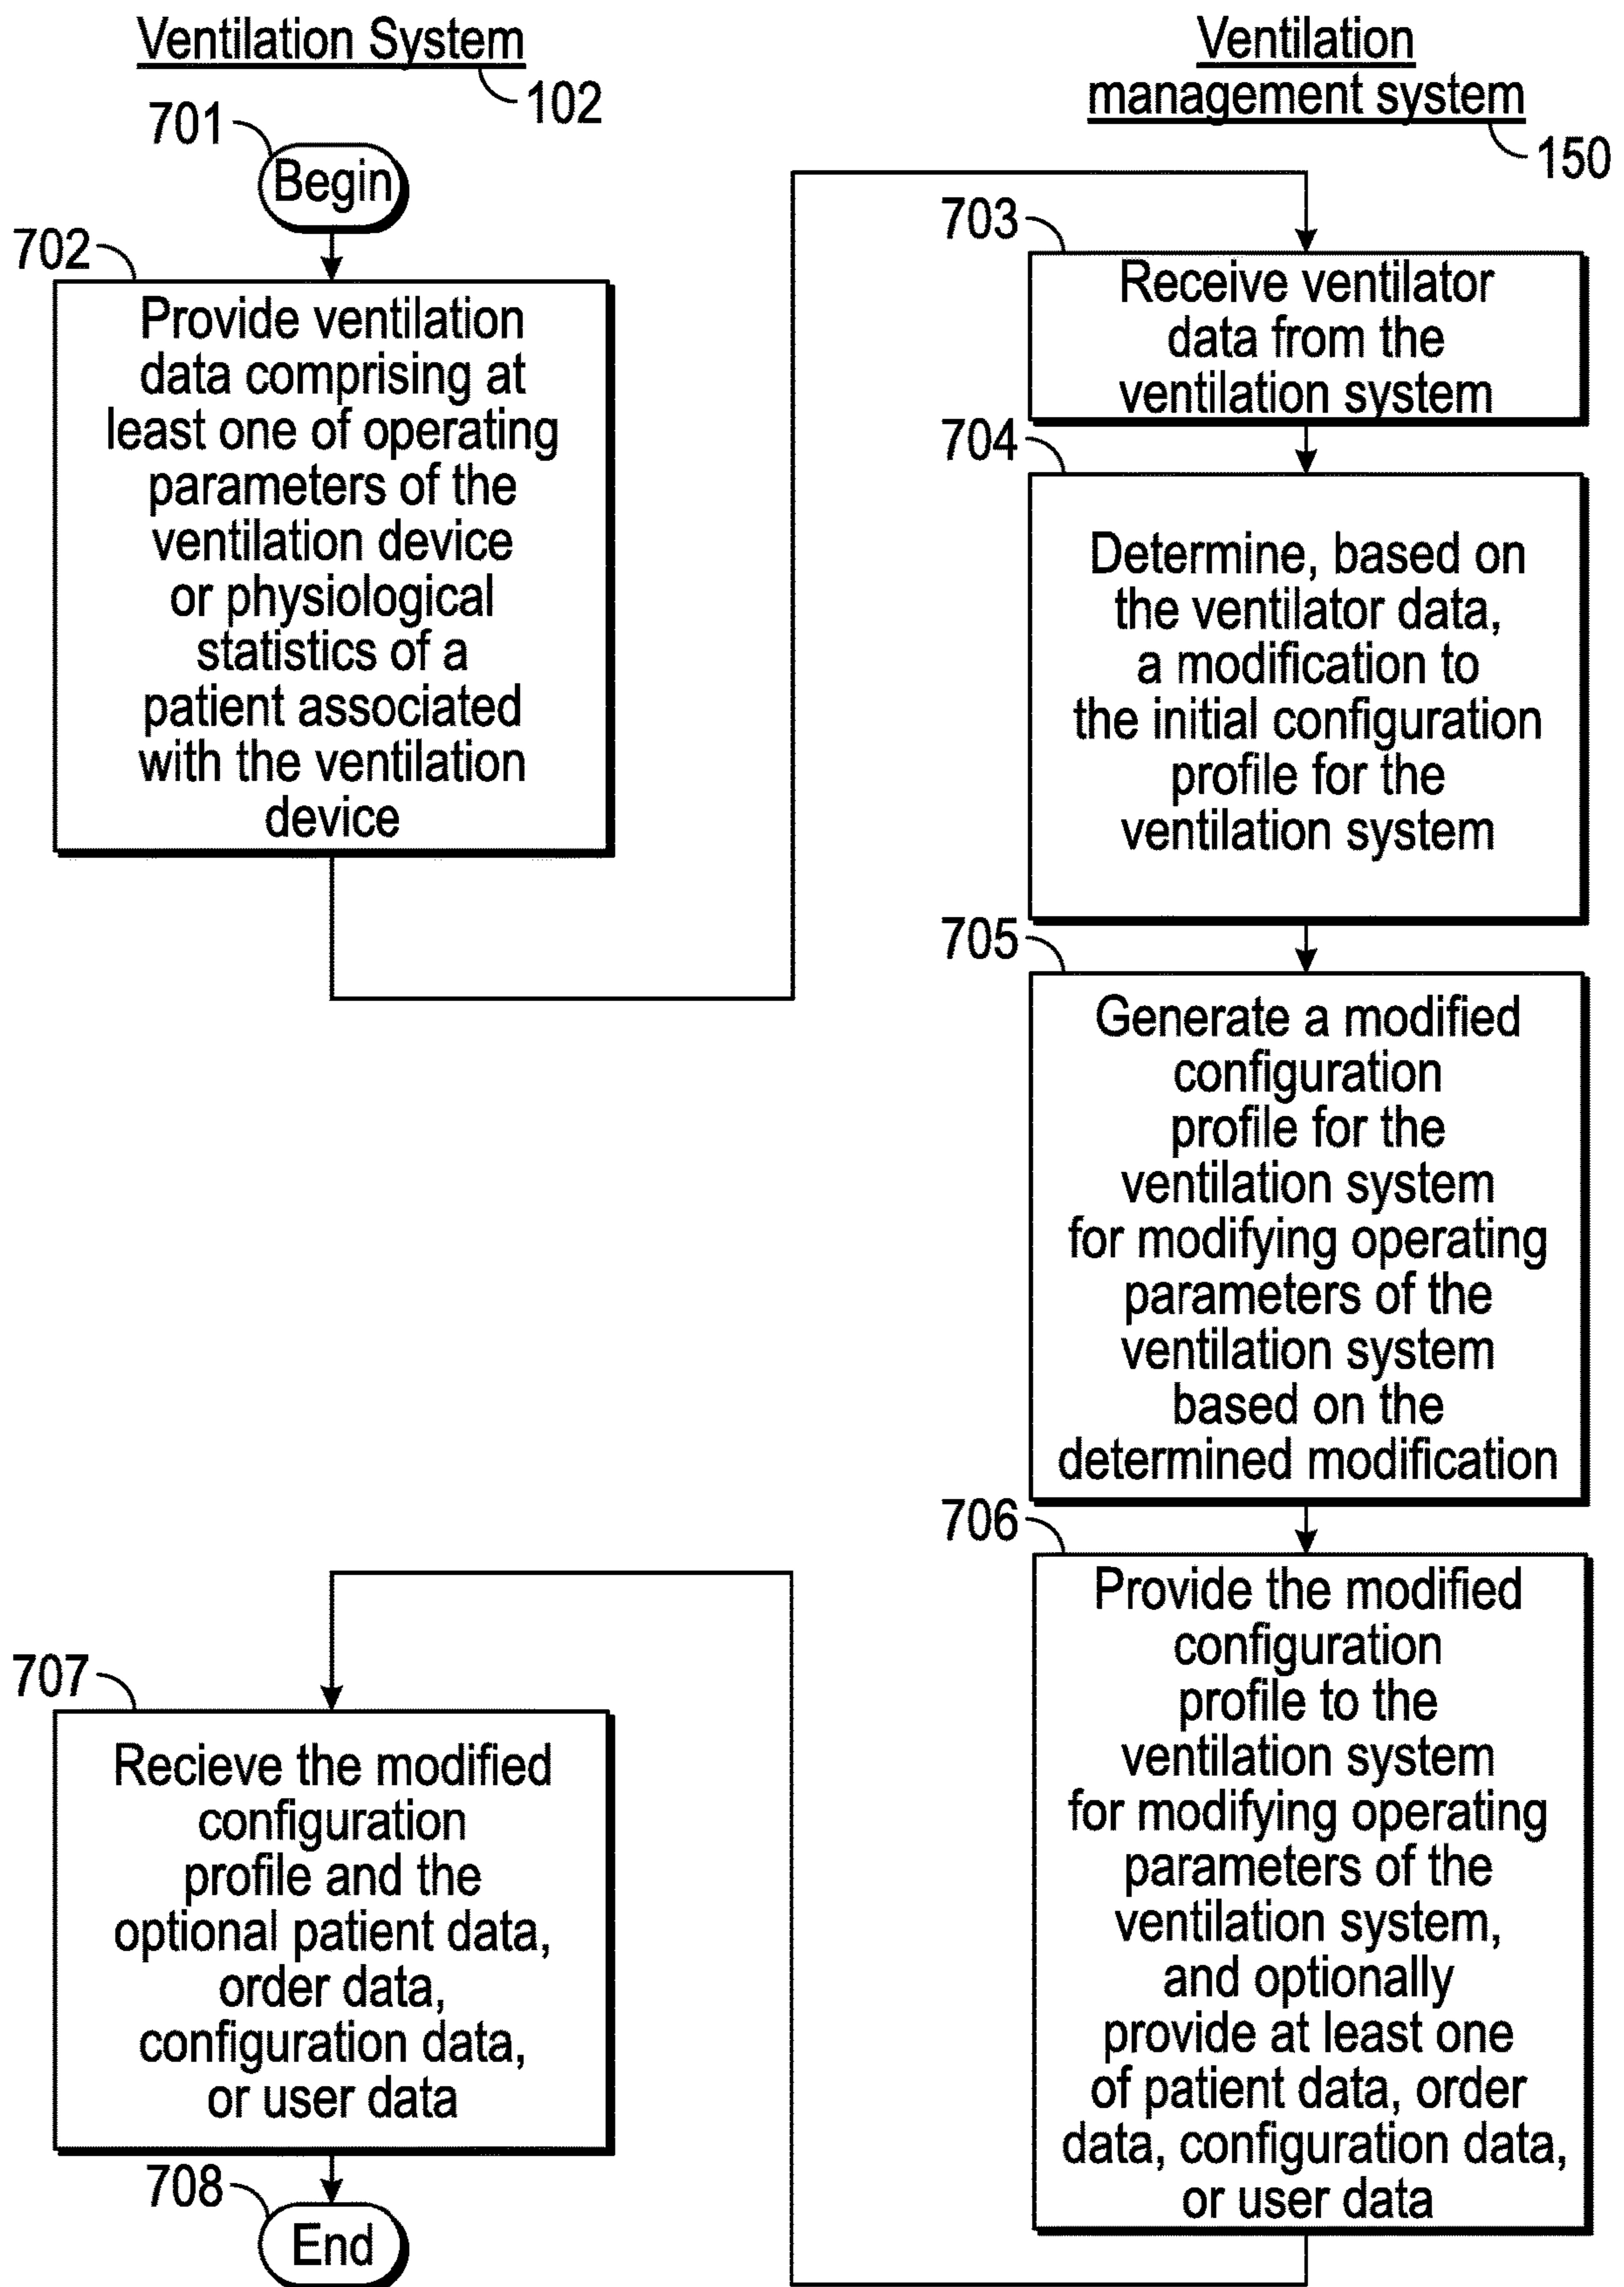 Ventilation System
102
701
Begin
702
Provide ventilation
data comprising at
least one of operating
parameters of the
ventilation device
or physiological
statistics of a
patient associated
with the ventilation
device
Ventilation
management system
150
703
Receive ventilator
data from the
ventilation system
704
Determine, based on
the ventilator data,
a modification to
the initial configuration
profile for the
ventilation system
705
Generate a modified
configuration
profile for the
ventilation system
for modifying operating
parameters of the
ventilation system
based on the
determined modification
706
Provide the modified
configuration
profile to the
ventilation system
for modifying operating
parameters of the
ventilation system,
and optionally
provide at least one
of patient data, order
data, configuration data,
or user data
707
Recieve the modified
configuration
profile and the
optional patient data,
order data,
configuration data,
or user data
708
End